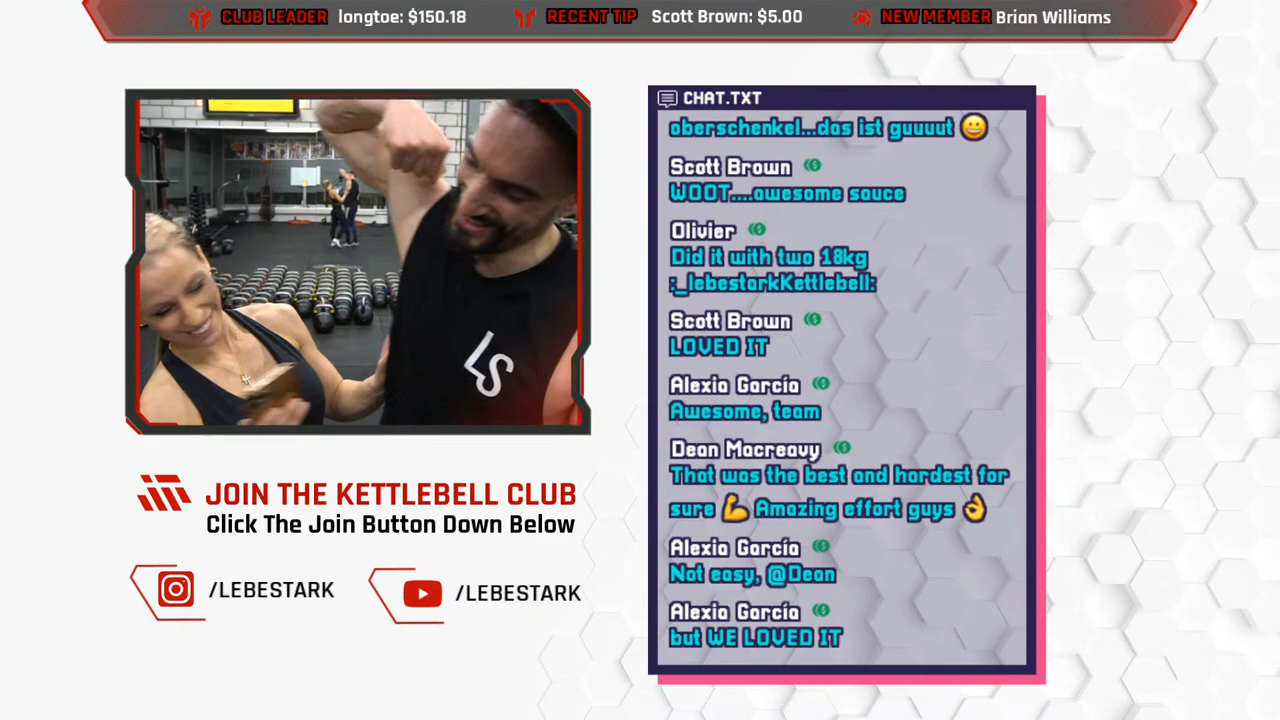 CLUB LEADER longtoe: $150.18 RECENT TIP Scott Brown: $5.00 NEW MEMBER Brian Williams
CHAT.TXT
oberschenkel...das ist guuuut 😀
Scott Brown
WOOT....awesome sauce
Olivier
Did it with two 18kg
:_lebestarkKettlebell:
Scott Brown
LOVED IT
Alexia García
Awesome, team
Dean Macreavy
That was the best and hardest for
sure 💪 Amazing effort guys 👌
Alexia García
Not easy, @Dean
Alexia García
but WE LOVED IT
LS
JOIN THE KETTLEBELL CLUB
Click The Join Button Down Below
/LEBESTARK /LEBESTARK